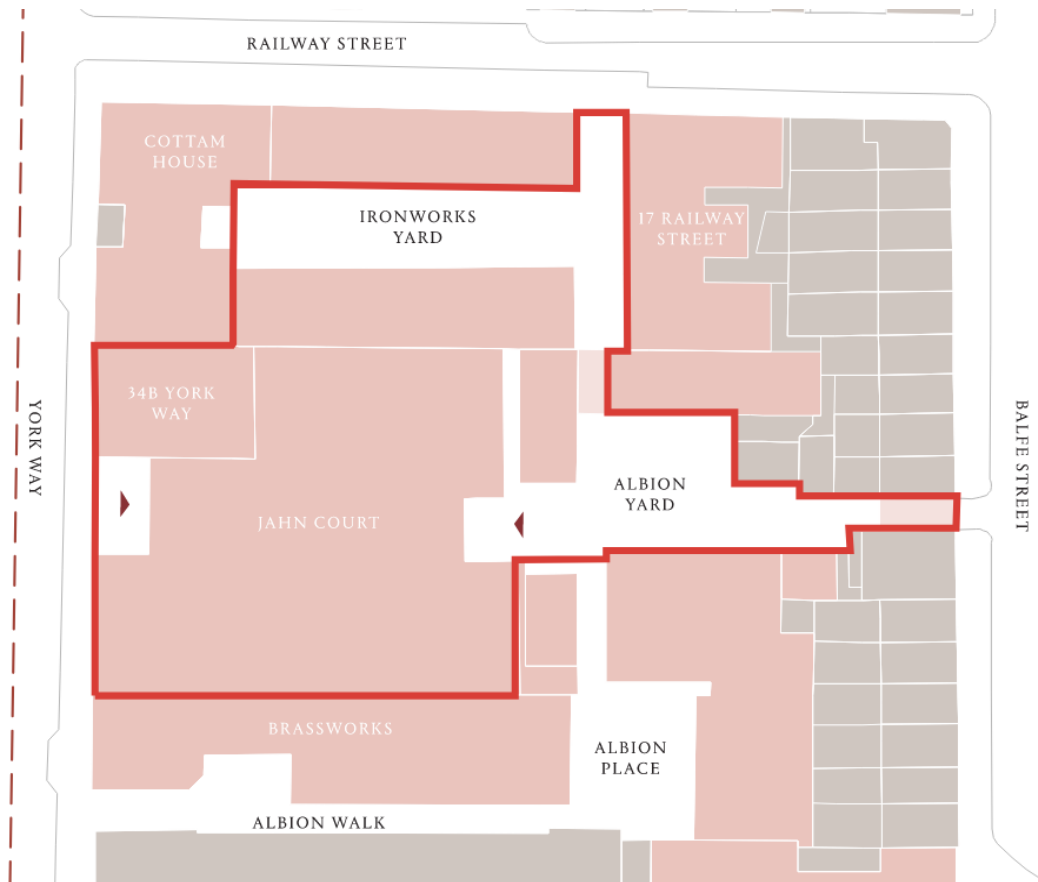 RAILWAY STREET
COTTAM
HOUSE
IRONWORKS
YARD
17 RAILWAY
STREET
34B YORK
WAY
YORK WAY
ALBION
YARD
BALFE STREET
JAHN COURT
BRASSWORKS
ALBION
PLACE
ALBION WALK